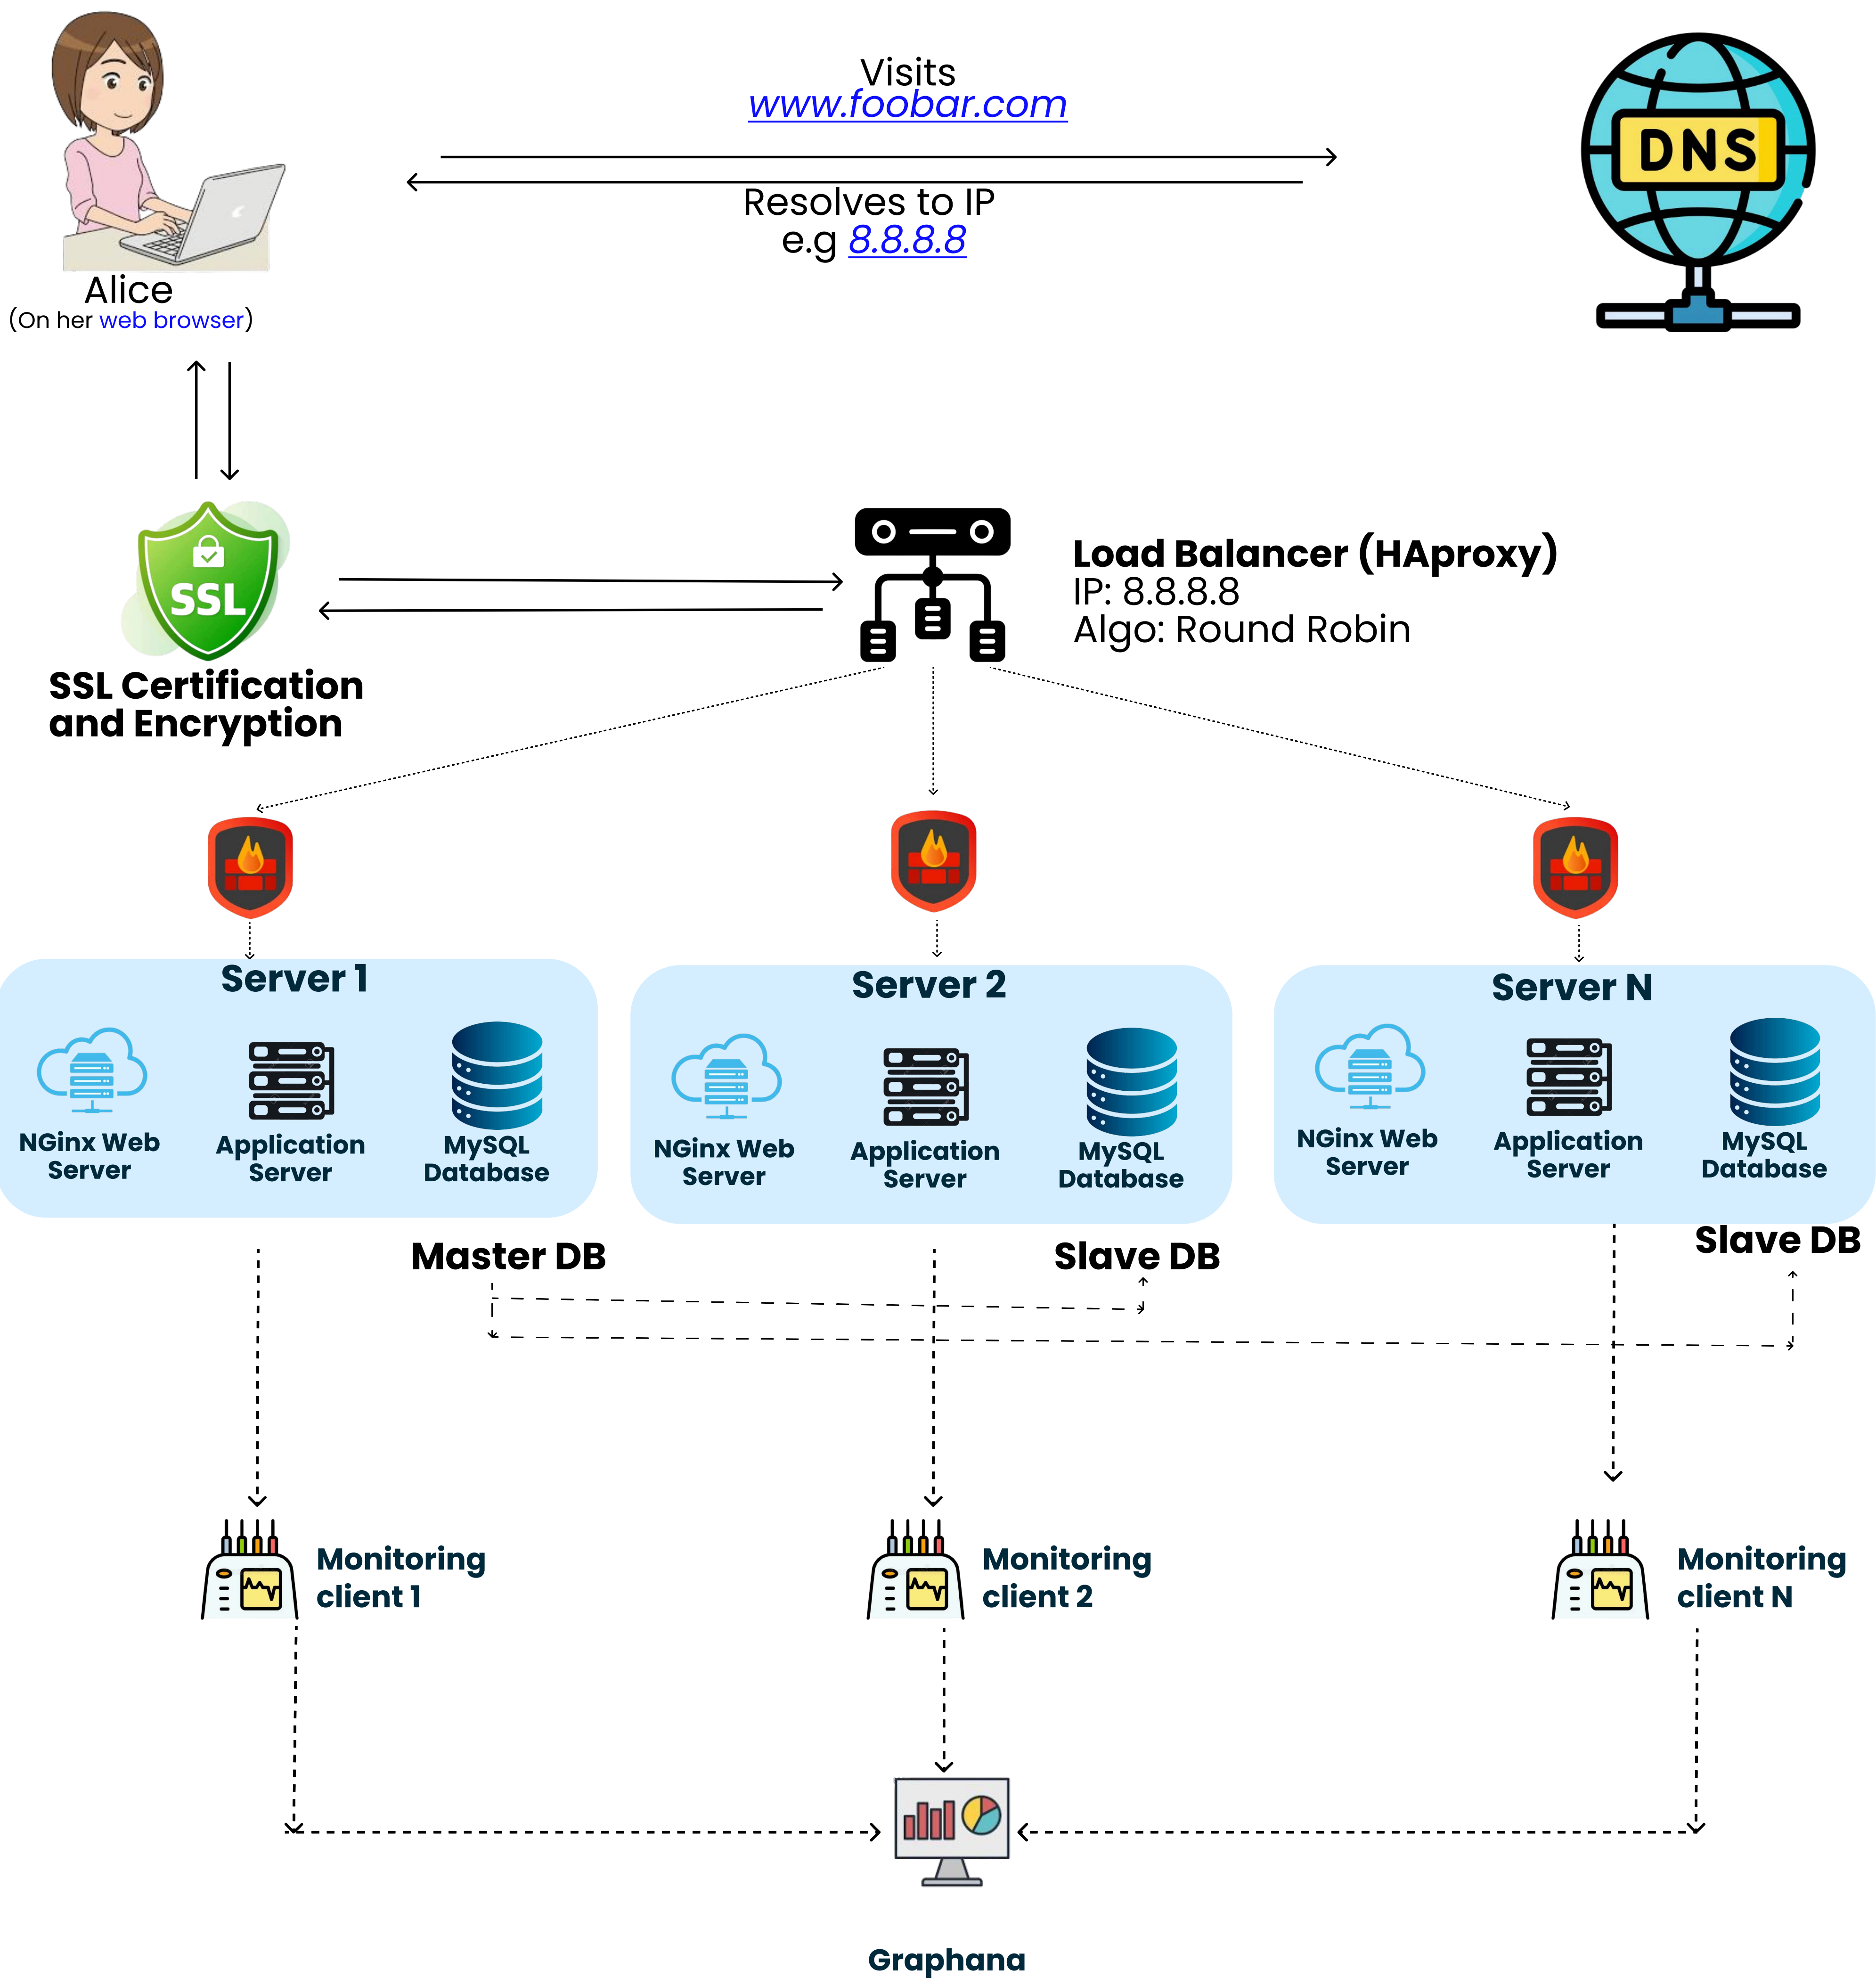 Visits
www.foobar.com
DNS
Resolves to IP
e.g 8.8.8.8
Alice
(On her web browser)
SSL
SSL Certification
and Encryption
Load Balancer (HAproxy)
IP: 8.8.8.8
Algo: Round Robin
Server 1
NGinx Web
Server
Application
Server
MySQL
Database
Server 2
NGinx Web
Server
Application
Server
MySQL
Database
Server N
NGinx Web
Server
Application
Server
MySQL
Database
Master DB
Slave DB
Slave DB
Monitoring
client 1
Monitoring
client 2
Monitoring
client N
Graphana